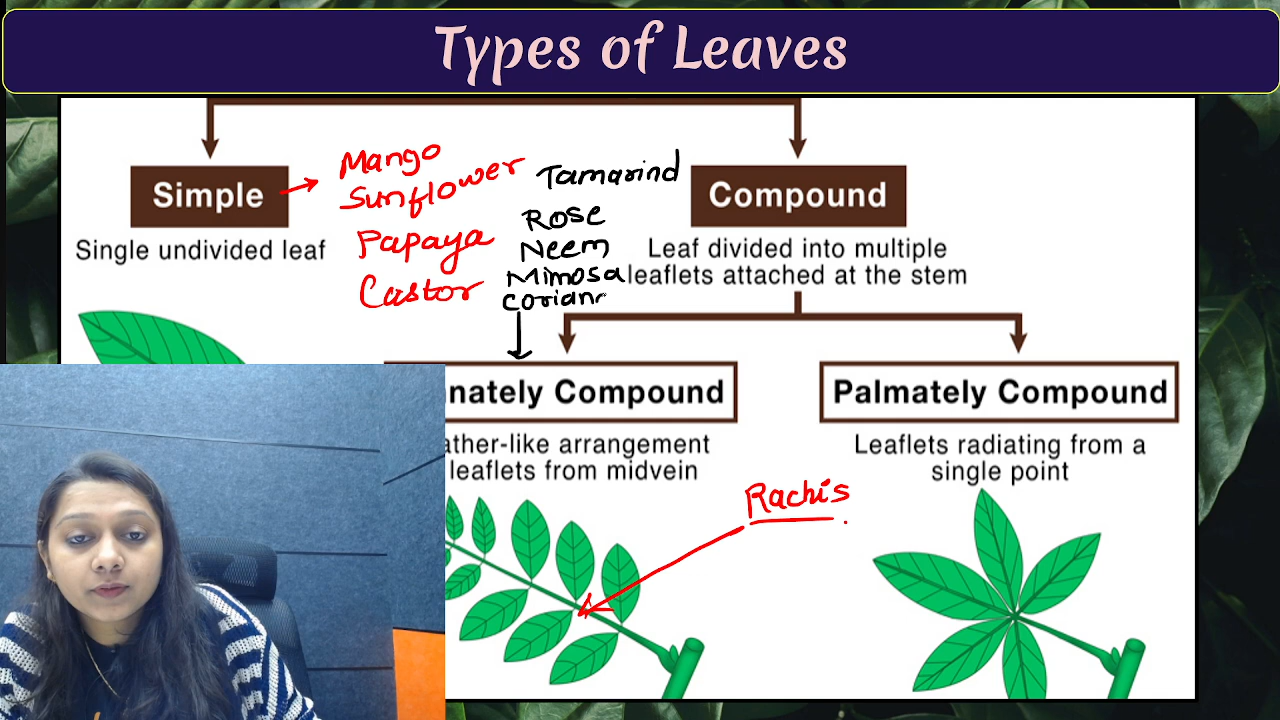 Types of Leaves
Simple
Single undivided leaf
Mango
Sunflower
Papaya
Castor
Tamarind
Rose
Neem
Mimosa
Corian
Compound
Leaf divided into multiple
leaflets attached at the stem
nately Compound
ather-like arrangement
leaflets from midvein
Palmately Compound
Leaflets radiating from a
single point
Rachis